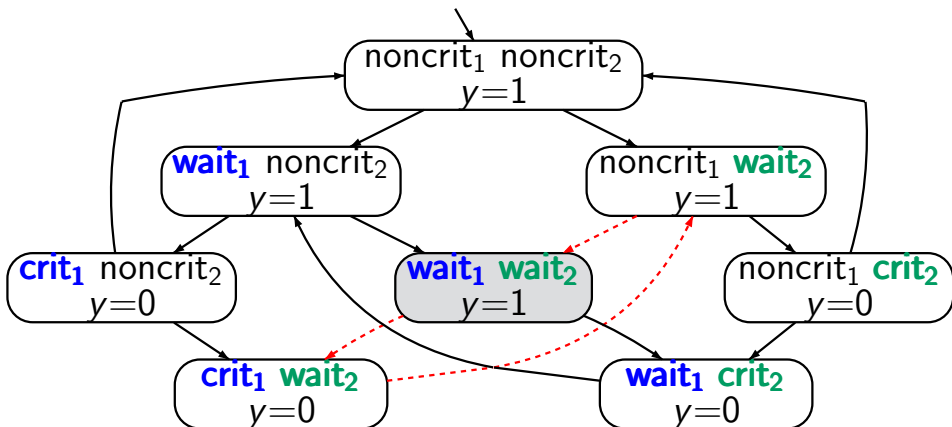 noncrit₁ noncrit₂
y=1
wait₁ noncrit₂
y=1
noncrit₁ wait₂
y=1
crit₁ noncrit₂
y=0
wait₁ wait₂
y=1
noncrit₁ crit₂
y=0
crit₁ wait₂
y=0
wait₁ crit₂
y=0